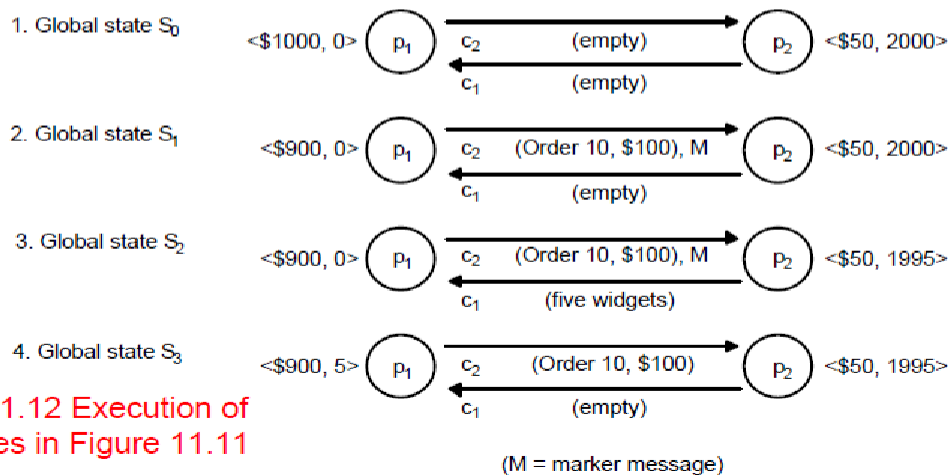 1. Global state S0
<$1000, 0> p1 c2 (empty) p2 <$50, 2000>
c1 (empty)
2. Global state S1
<$900, 0> p1 c2 (Order 10, $100), M p2 <$50, 2000>
c1 (empty)
3. Global state S2
<$900, 0> p1 c2 (Order 10, $100), M p2 <$50, 1995>
c1 (five widgets)
4. Global state S3
<$900, 5> p1 c2 (Order 10, $100) p2 <$50, 1995>
c1 (empty)
1.12 Execution of
es in Figure 11.11
(M = marker message)